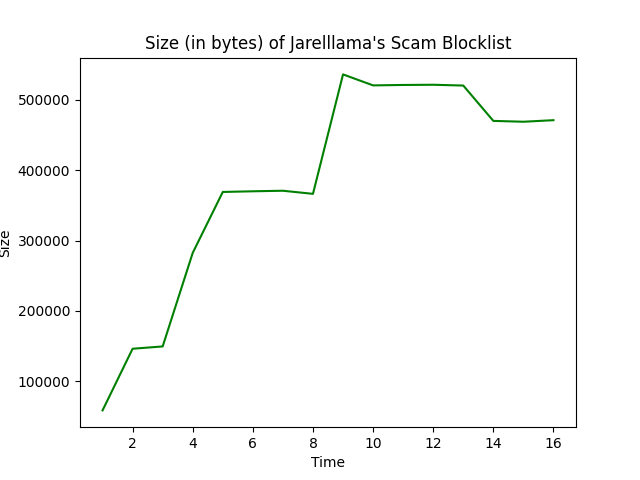 Size (in bytes) of Jarelllama's Scam Blocklist
500000
400000
300000
200000
100000
Size
2 4 6 8 10 12 14 16
Time